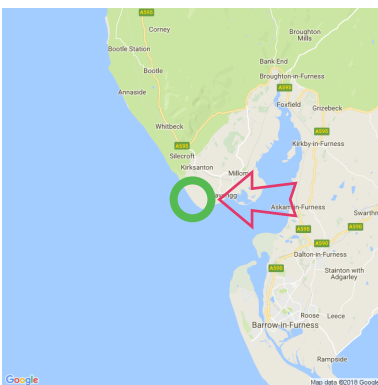 A595
Corney
Broughton
Mills
Bootle Station
Bank End
Bootle
Broughton-in-Furness
A595
Annaside
Foxfield
Grizebeck
Whitbeck
A595
Kirkby-in-Furness
A595
Silecroft
Kirksanton
Millom
Askam-in-Furness
A595
A590
A590
Dalton-in-Furness
A595
Stainton with
Adgarley
Roose
Leece
Barrow-in-Furness
Rampside
Google
Map data ©2018 Google